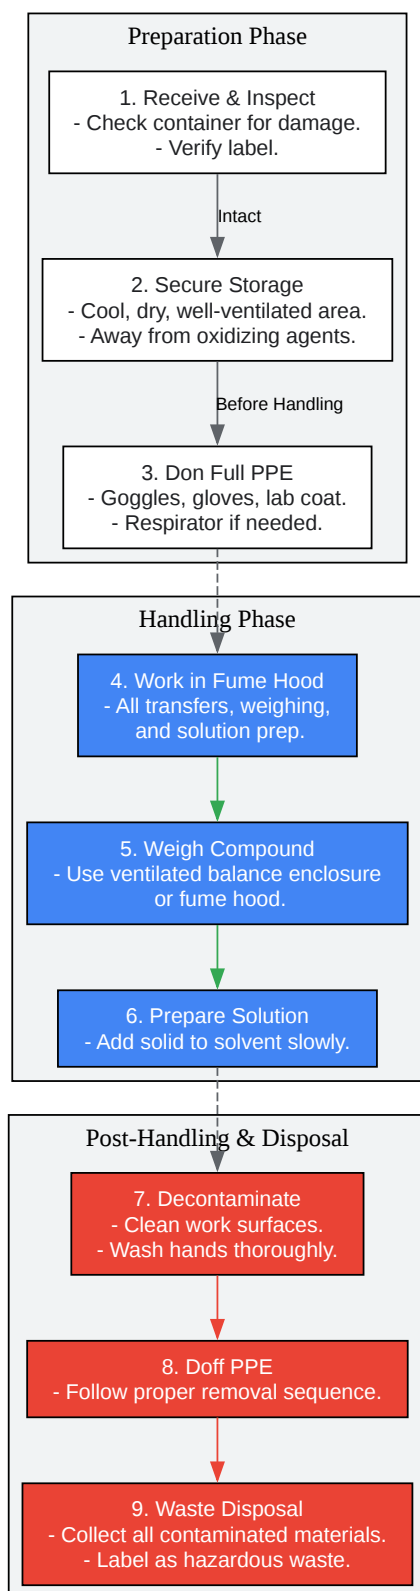 Preparation Phase
1. Receive & Inspect
- Check container for damage.
- Verify label.
Intact
2. Secure Storage
- Cool, dry, well-ventilated area.
- Away from oxidizing agents.
Before Handling
3. Don Full PPE
- Goggles, gloves, lab coat.
- Respirator if needed.
Handling Phase
4. Work in Fume Hood
- All transfers, weighing,
and solution prep.
5. Weigh Compound
- Use ventilated balance enclosure
or fume hood.
6. Prepare Solution
- Add solid to solvent slowly.
Post-Handling & Disposal
7. Decontaminate
- Clean work surfaces.
- Wash hands thoroughly.
8. Doff PPE
- Follow proper removal sequence.
9. Waste Disposal
- Collect all contaminated materials.
- Label as hazardous waste.